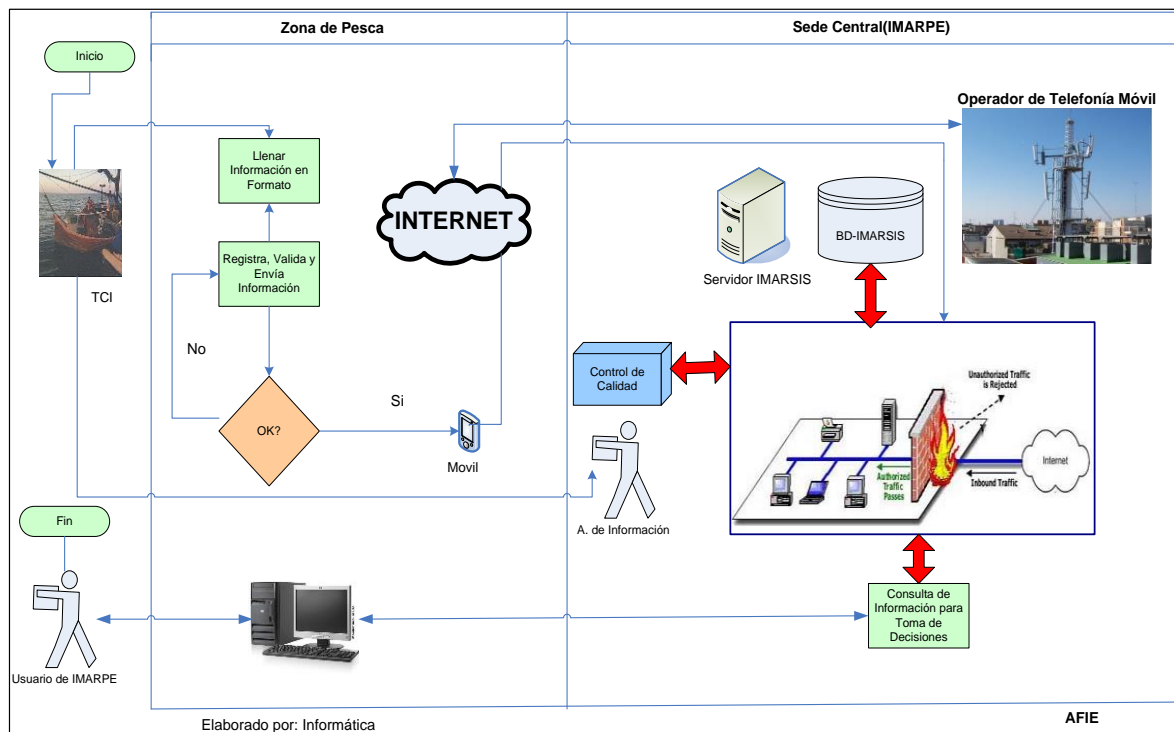 Zona de Pesca
Sede Central(IMARPE)
Inicio
Operador de Telefonía Móvil
Llenar
Información en
Formato
INTERNET
BD-IMARSIS
Registra, Valida y
Envía
Información
Servidor IMARSIS
TCI
No
Control de
Calidad
Unauthorized Traffic
is Rejected
Si
OK?
Movil
Internet
Authorized
Traffic
Passes
Inbound Traffic
Fin
A. de Información
Consulta de
Información para
Toma de
Decisiones
Usuario de IMARPE
Elaborado por: Informática
AFIE